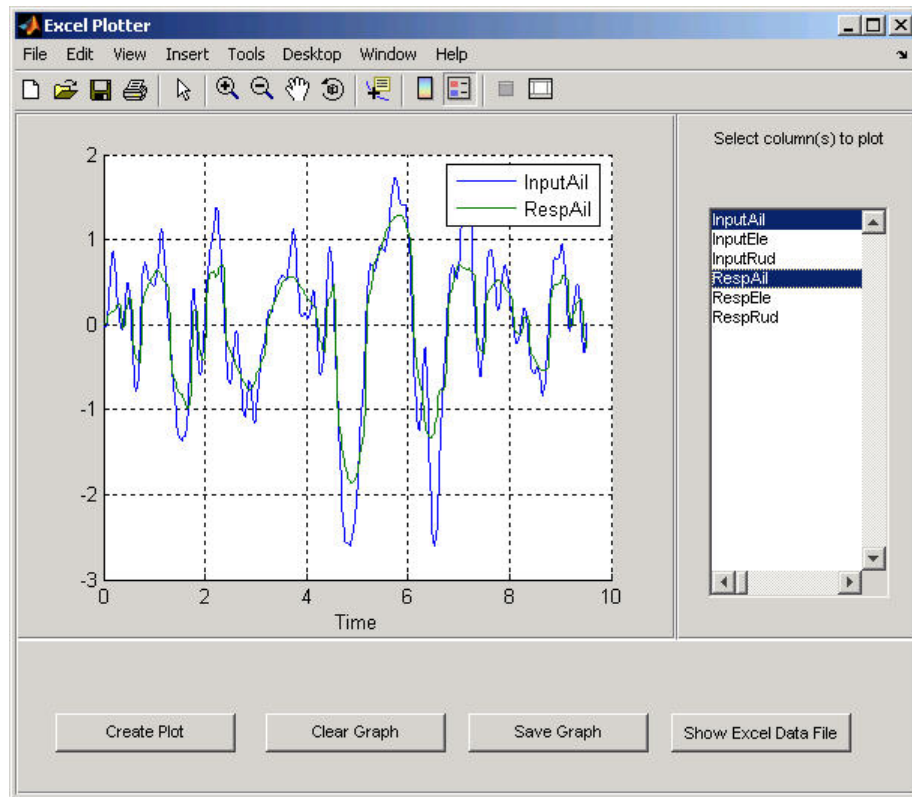 Excel Plotter
File Edit View Insert Tools Desktop Window Help
Select column(s) to plot
2
1
0
-1
-2
-3
0 2 4 6 8 10
Time
InputAil
RespAil
InputAil
InputEle
InputRud
RespAil
RespEle
RespRud
Create Plot
Clear Graph
Save Graph
Show Excel Data File